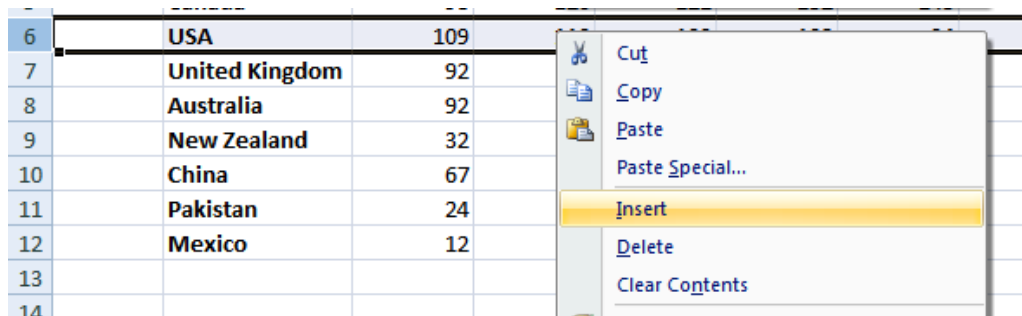 6 USA 109
7 United Kingdom 92
8 Australia 92
9 New Zealand 32
10 China 67
11 Pakistan 24
12 Mexico 12
13
Cut
Copy
Paste
Paste Special...
Insert
Delete
Clear Contents